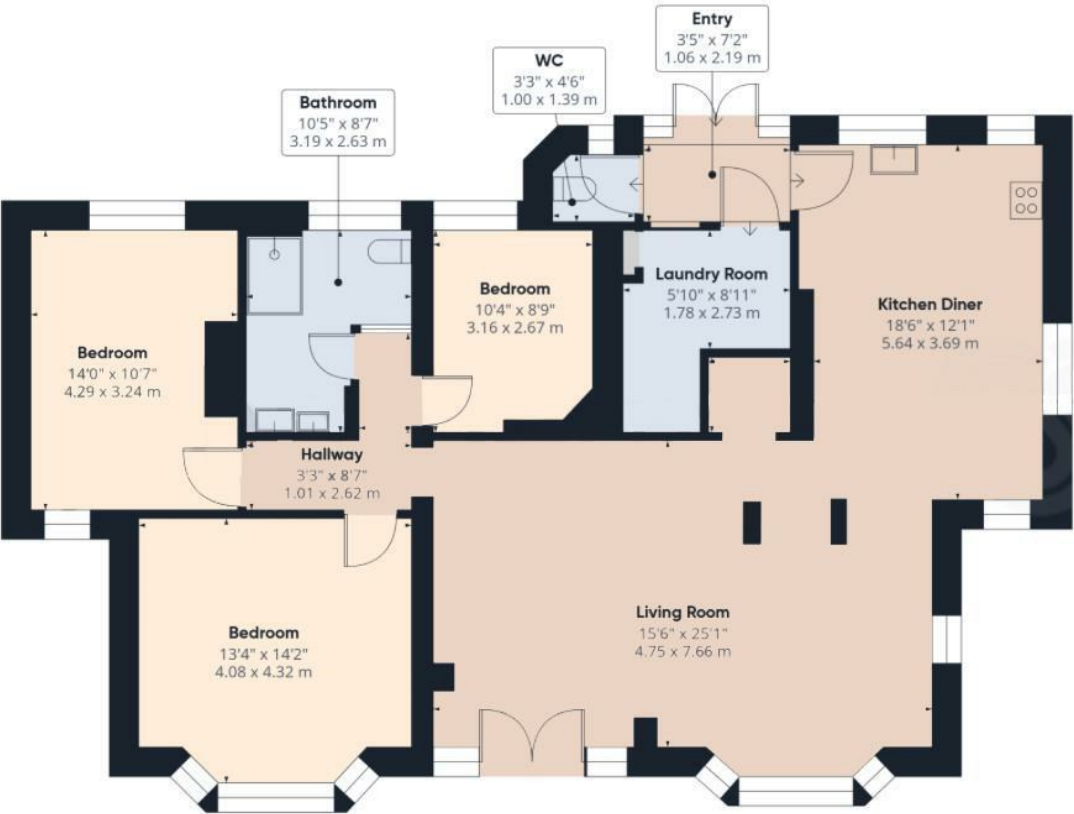 Entry
3'5" x 7'2"
1.06 x 2.19 m
WC
3'3" x 4'6"
1.00 x 1.39 m
Bathroom
10'5" x 8'7"
3.19 x 2.63 m
Bedroom
14'0" x 10'7"
4.29 x 3.24 m
Bedroom
10'4" x 8'9"
3.16 x 2.67 m
Laundry Room
5'10" x 8'11"
1.78 x 2.73 m
Kitchen Diner
18'6" x 12'1"
5.64 x 3.69 m
Hallway
3'3" x 8'7"
1.01 x 2.62 m
Bedroom
13'4" x 14'2"
4.08 x 4.32 m
Living Room
15'6" x 25'1"
4.75 x 7.66 m